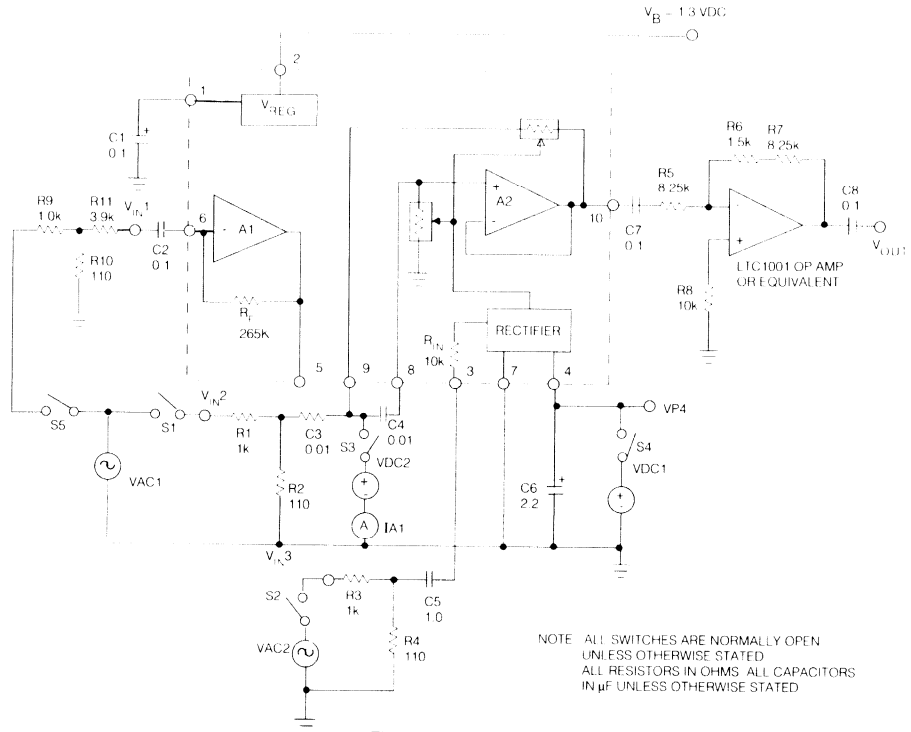 V_B - 1.3 VDC
2
1
V_REG
C1
0 1
R9
1.0k
R11
3.9k
V_IN1
R10
110
6
C2
0 1
-
A1
R_F
265k
+
A2
-
10
C7
0 1
R5
8.25k
R6
1.5k
R7
8.25k
-
+
C8
0 1
V_OUT
LTC1001 OP AMP
OR EQUIVALENT
R8
10k
RECTIFIER
R_IN
10k
5
9
8
3
7
4
S5
S1
V_IN2
R1
1k
C3
0 01
C4
0 01
S3
VDC2
+
-
A
IA1
VP4
S4
VDC1
+
-
C6
2.2
+
VAC1
R2
110
V_IN3
S2
R3
1k
C5
1.0
VAC2
R4
110
NOTE ALL SWITCHES ARE NORMALLY OPEN
UNLESS OTHERWISE STATED
ALL RESISTORS IN OHMS ALL CAPACITORS
IN µF UNLESS OTHERWISE STATED